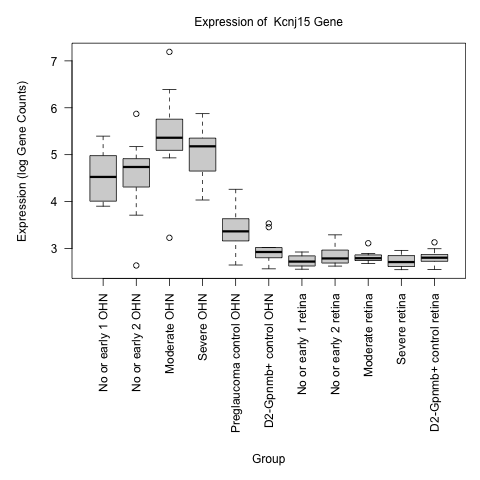 Expression of  Kcnj15 Gene
Expression (log Gene Counts)
7
6
5
4
3
No or early 1 OHN
No or early 2 OHN
Moderate OHN
Severe OHN
Preglaucoma control OHN
D2-Gpnmb+ control OHN
No or early 1 retina
No or early 2 retina
Moderate retina
Severe retina
D2-Gpnmb+ control retina
Group